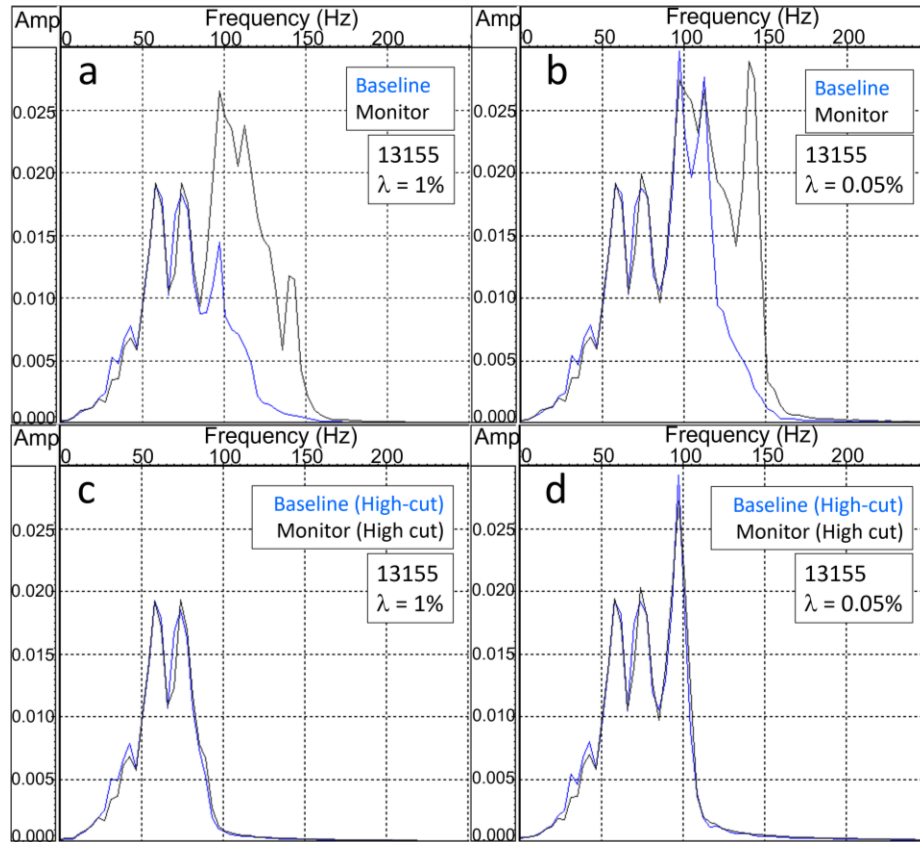 Amp Frequency (Hz)
0 50 100 150 200
a
Baseline
Monitor
13155
λ = 1%
0.025
0.020
0.015
0.010
0.005
0.000
Amp Frequency (Hz)
0 50 100 150 200
b
Baseline
Monitor
13155
λ = 0.05%
0.025
0.020
0.015
0.010
0.005
0.000
Amp Frequency (Hz)
0 50 100 150 200
c
Baseline (High-cut)
Monitor (High cut)
13155
λ = 1%
0.025
0.020
0.015
0.010
0.005
0.000
Amp Frequency (Hz)
0 50 100 150 200
d
Baseline (High-cut)
Monitor (High cut)
13155
λ = 0.05%
0.025
0.020
0.015
0.010
0.005
0.000